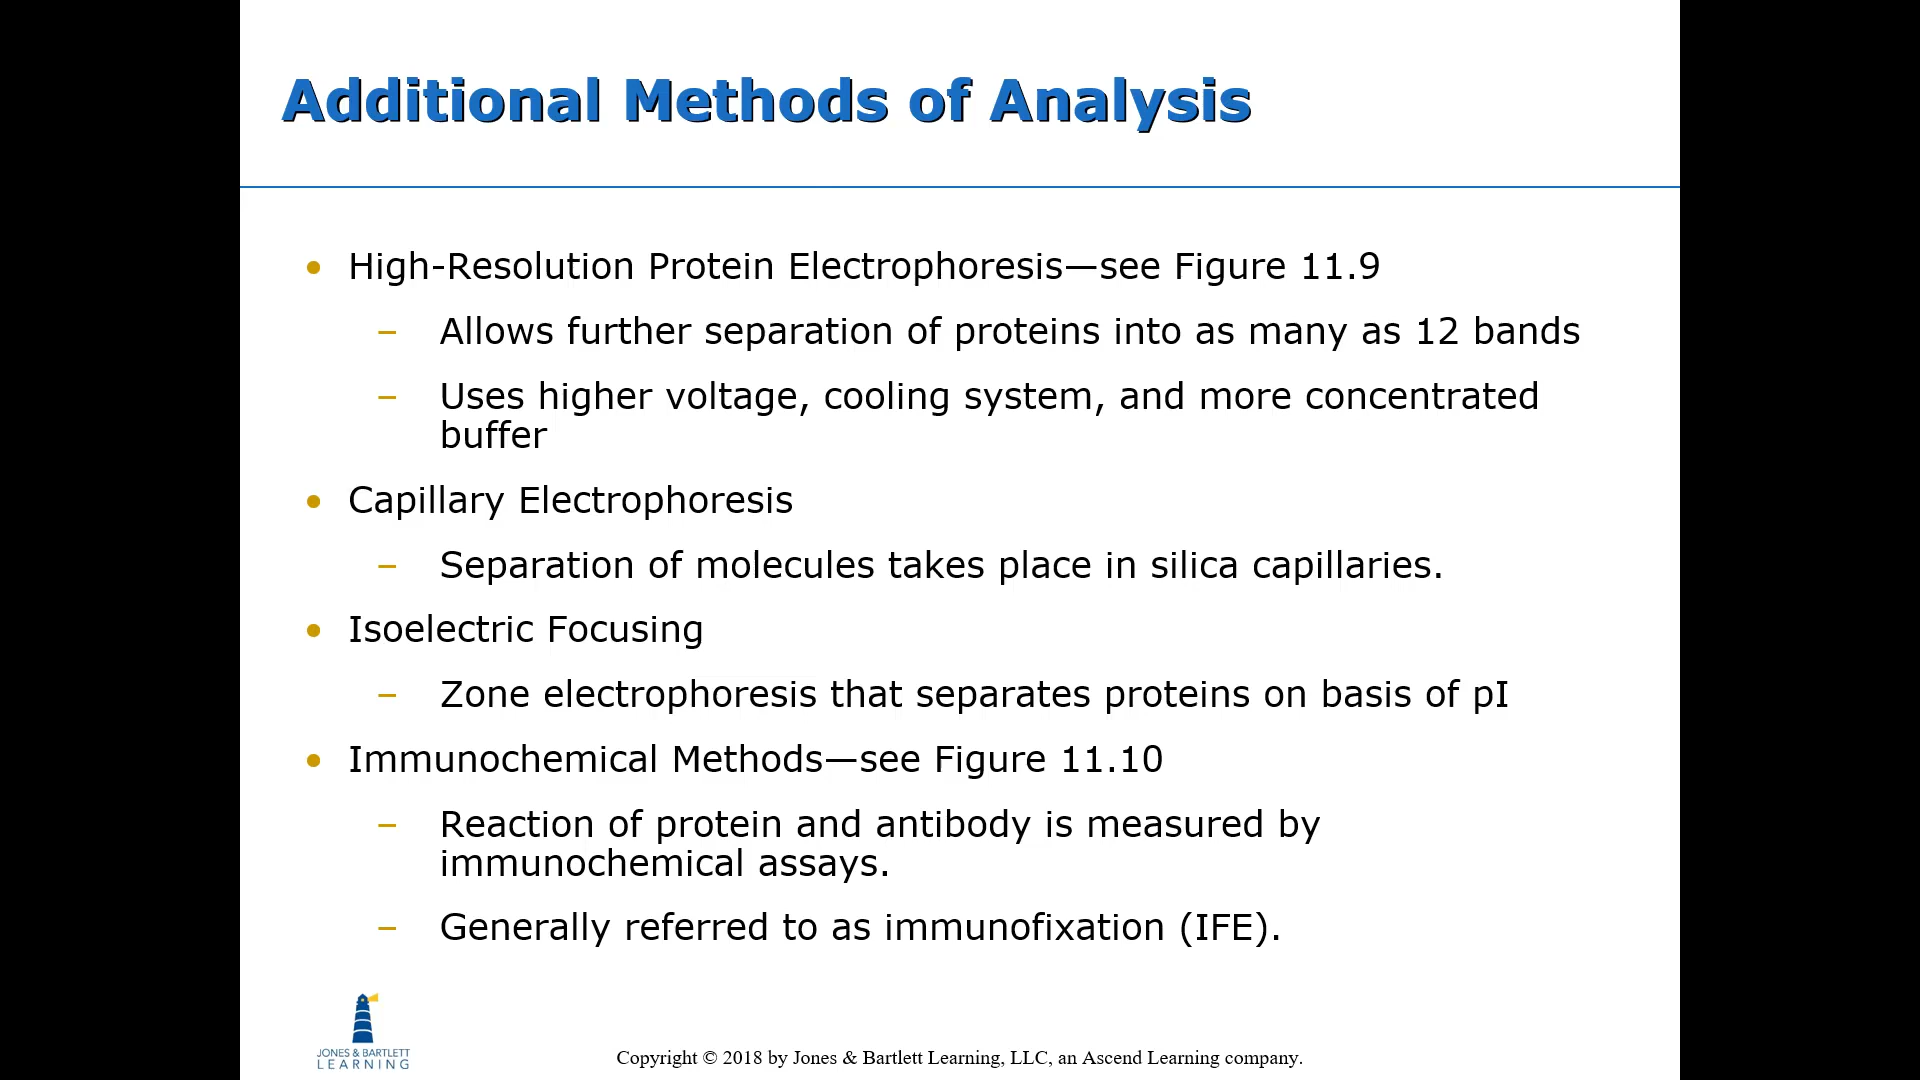 Additional Methods of Analysis
• High-Resolution Protein Electrophoresis—see Figure 11.9
– Allows further separation of proteins into as many as 12 bands
– Uses higher voltage, cooling system, and more concentrated
buffer
• Capillary Electrophoresis
– Separation of molecules takes place in silica capillaries.
• Isoelectric Focusing
– Zone electrophoresis that separates proteins on basis of pI
• Immunochemical Methods—see Figure 11.10
– Reaction of protein and antibody is measured by
immunochemical assays.
– Generally referred to as immunofixation (IFE).
JONES & BARTLETT
LEARNING
Copyright © 2018 by Jones & Bartlett Learning, LLC, an Ascend Learning company.